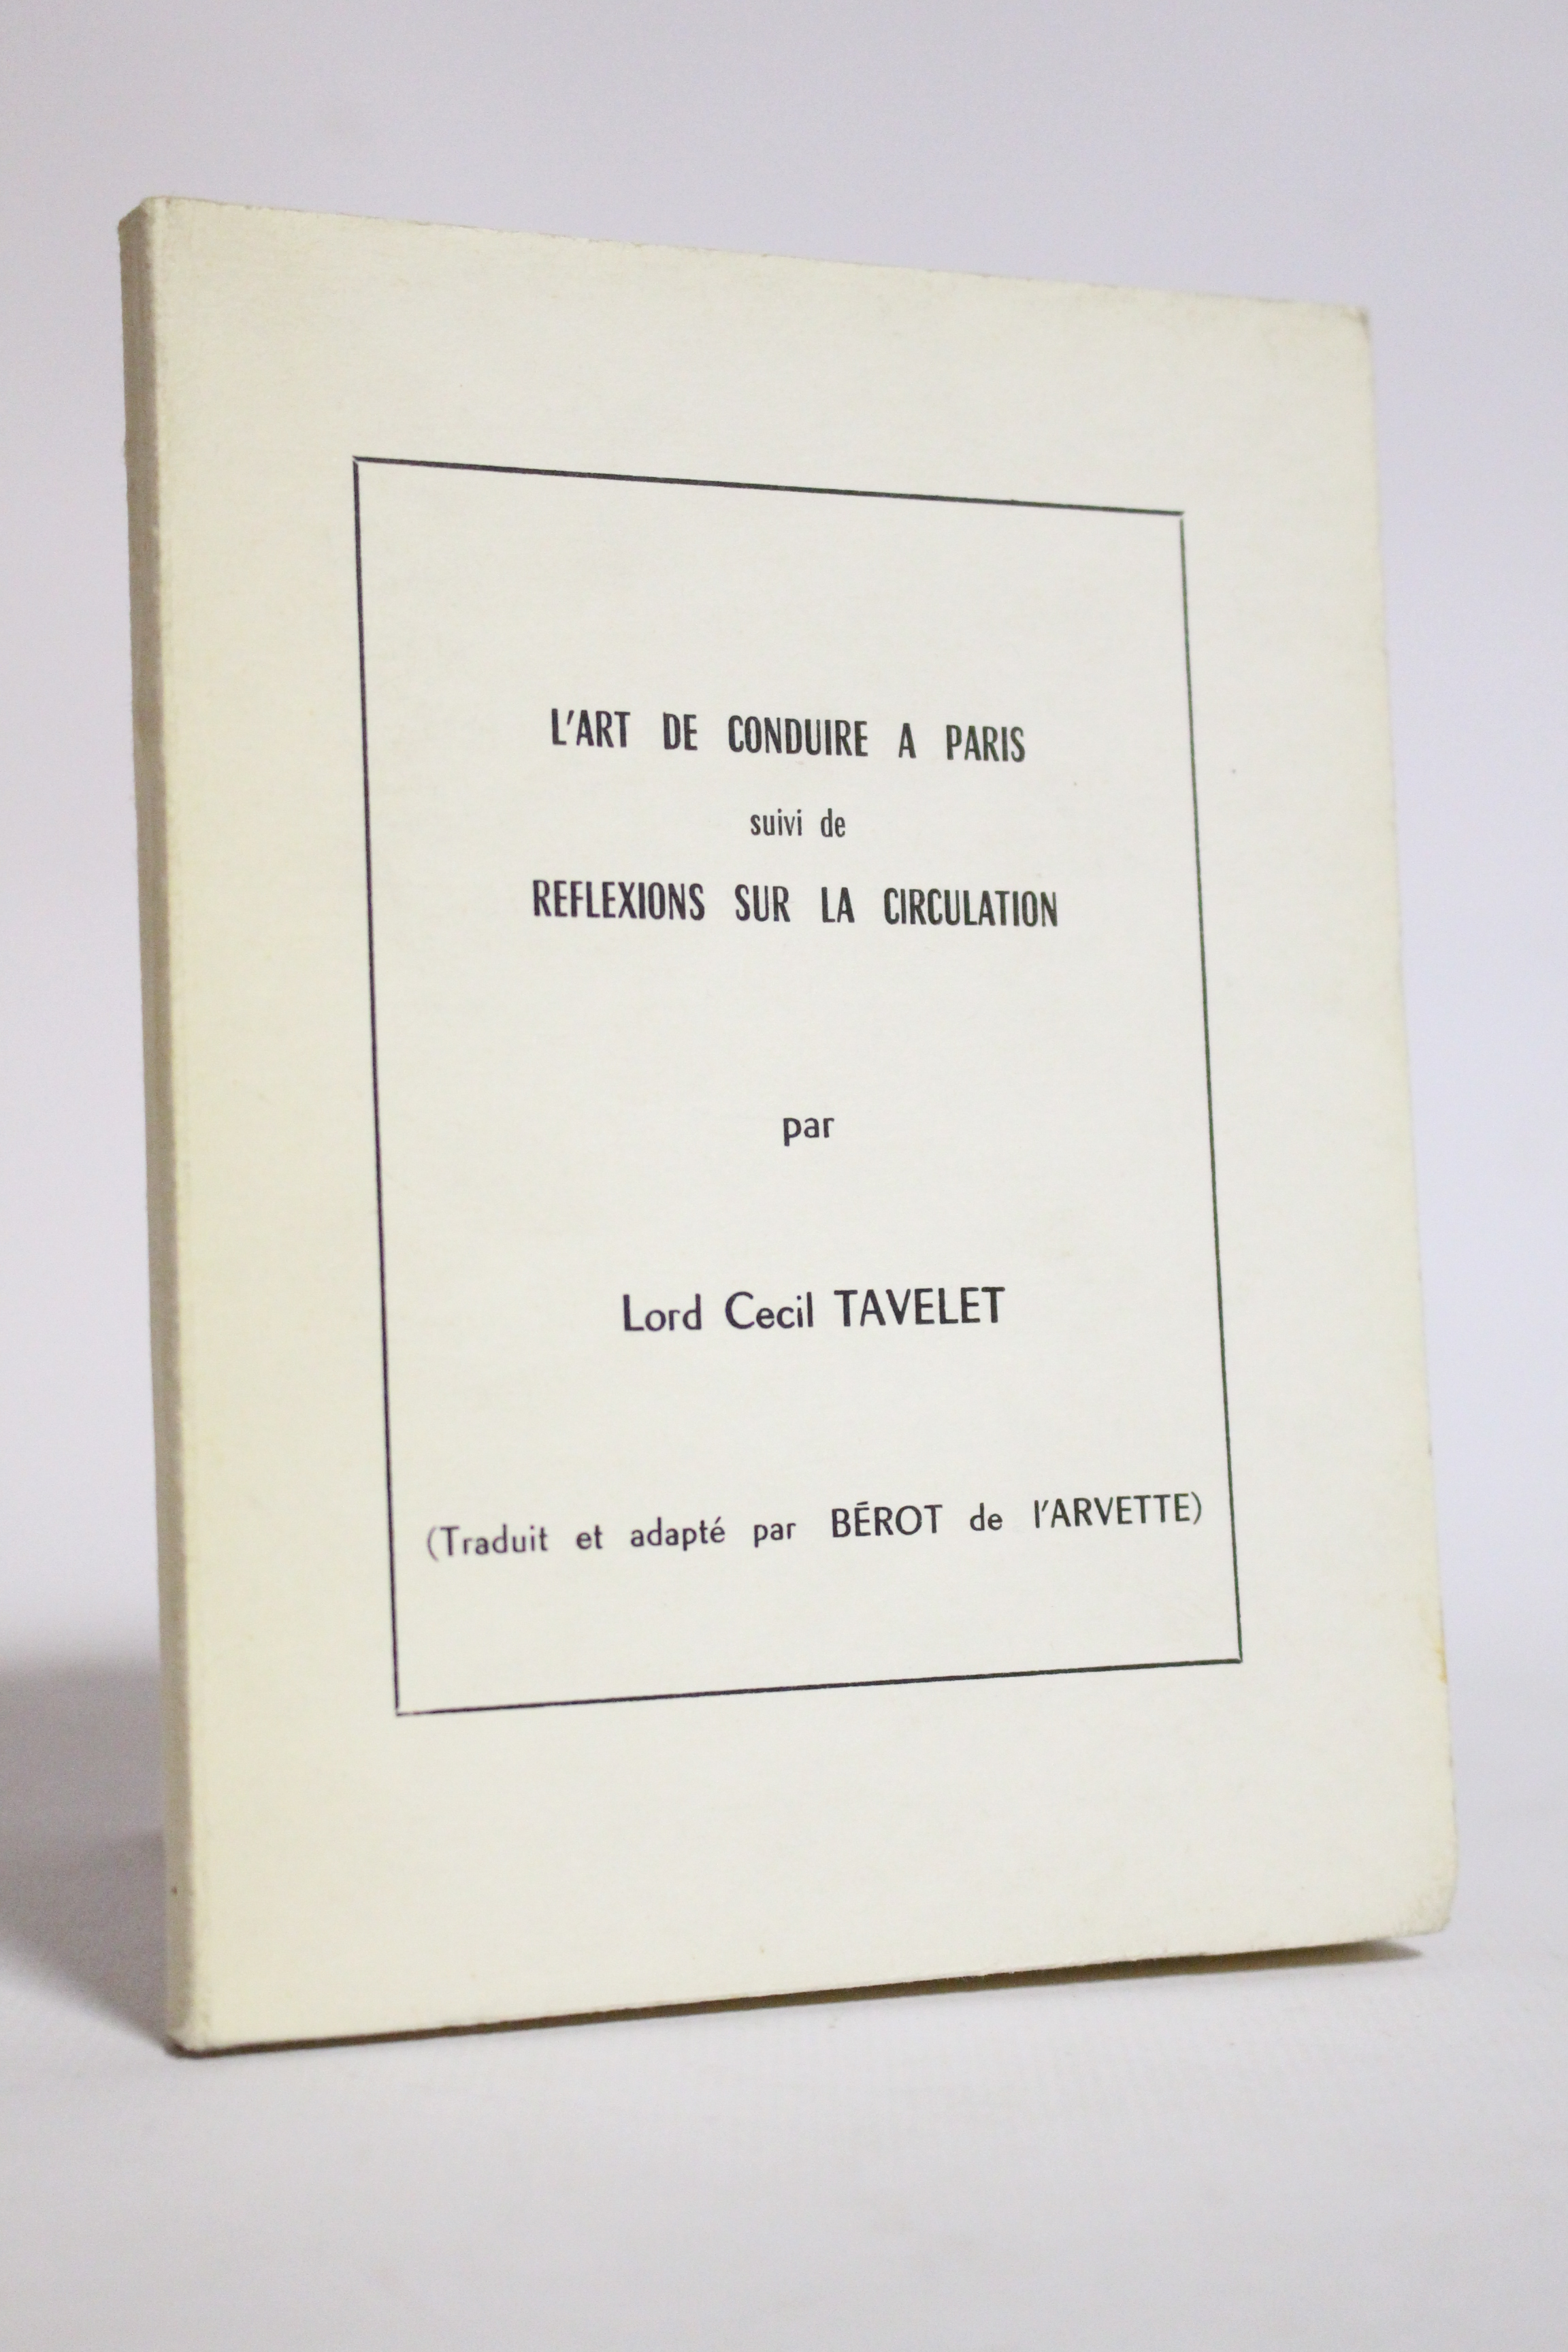 L'ART DE CONDUIRE A PARIS
suivi de
REFLEXIONS SUR LA CIRCULATION
par
Lord Cecil TAVELET
(Traduit et adapté par BÉROT de l'ARVETTE)